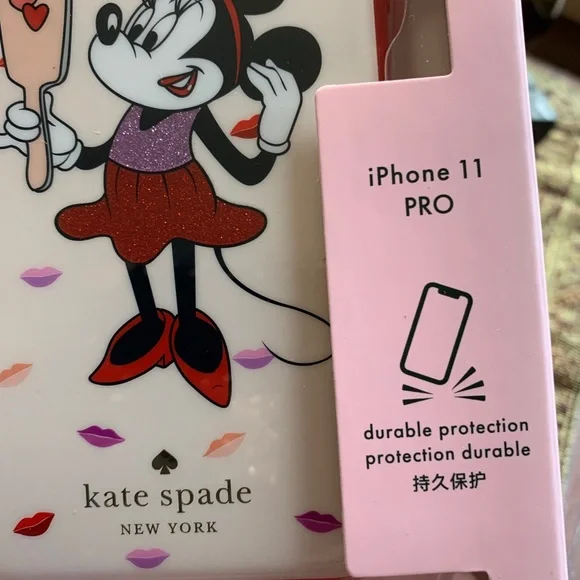 iPhone 11
PRO
durable protection
protection durable
持久保护
kate spade
NEW YORK